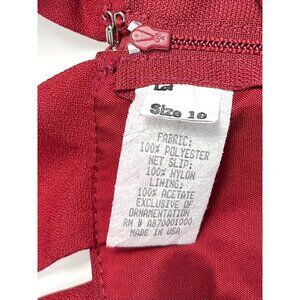 Size 10
FABRIC:
100% POLYESTER
NET SLIP:
100% NYLON
LINING:
100% ACETATE
EXCLUSIVE OF
ORNAMENTATION
RN # AB70001000
MADE IN USA